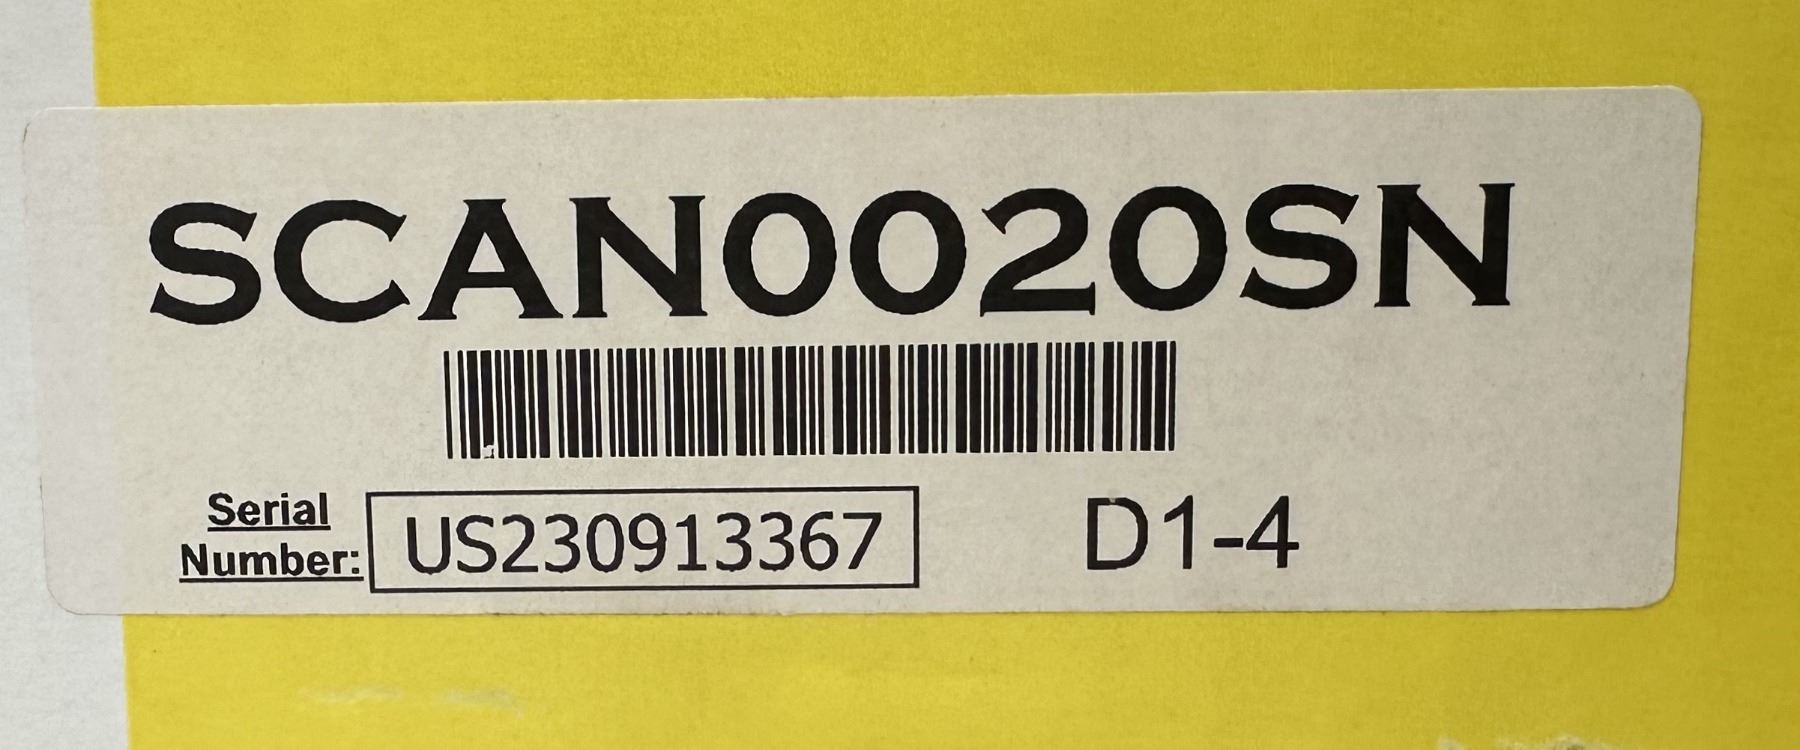 SCAN0020SN
Serial
Number:
US230913367
D1-4